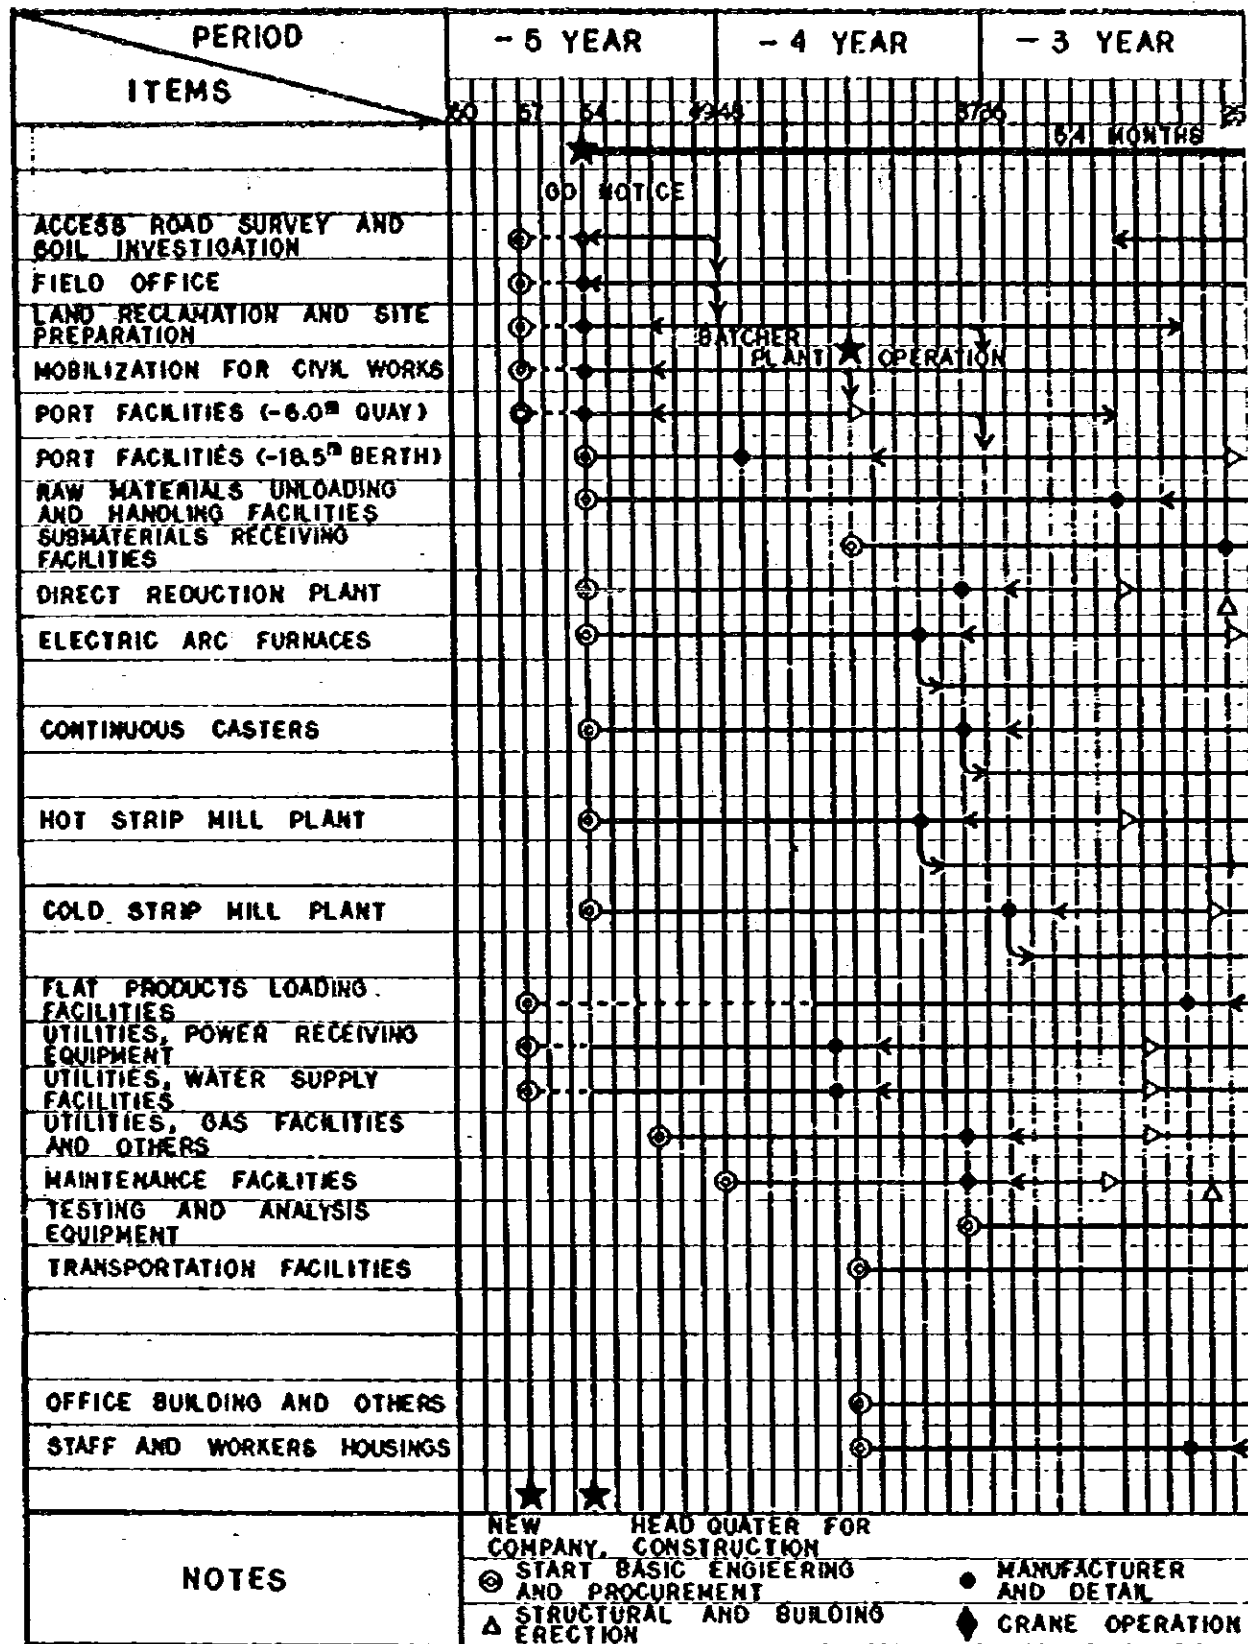 PERIOD
ITEMS
- 5 YEAR
- 4 YEAR
- 3 YEAR
60 57 54 49 48 37 36 25
54 MONTHS
GO NOTICE
ACCESS ROAD SURVEY AND
SOIL INVESTIGATION
FIELD OFFICE
LAND RECLAMATION AND SITE
PREPARATION
BATCHER
PLANT OPERATION
MOBILIZATION FOR CIVIL WORKS
PORT FACILITIES (-6.0m QUAY)
PORT FACILITIES (-18.5m BERTH)
RAW MATERIALS UNLOADING
AND HANDLING FACILITIES
SUBMATERIALS RECEIVING
FACILITIES
DIRECT REDUCTION PLANT
ELECTRIC ARC FURNACES
CONTINUOUS CASTERS
HOT STRIP MILL PLANT
COLD STRIP MILL PLANT
FLAT PRODUCTS LOADING
FACILITIES
UTILITIES, POWER RECEIVING
EQUIPMENT
UTILITIES, WATER SUPPLY
FACILITIES
UTILITIES, GAS FACILITIES
AND OTHERS
MAINTENANCE FACILITIES
TESTING AND ANALYSIS
EQUIPMENT
TRANSPORTATION FACILITIES
OFFICE BUILDING AND OTHERS
STAFF AND WORKERS HOUSINGS
NOTES
NEW HEAD QUATER FOR
COMPANY, CONSTRUCTION
START BASIC ENGIEERING
AND PROCUREMENT
MANUFACTURER
AND DETAIL
STRUCTURAL AND BUILDING
ERECTION
CRANE OPERATION